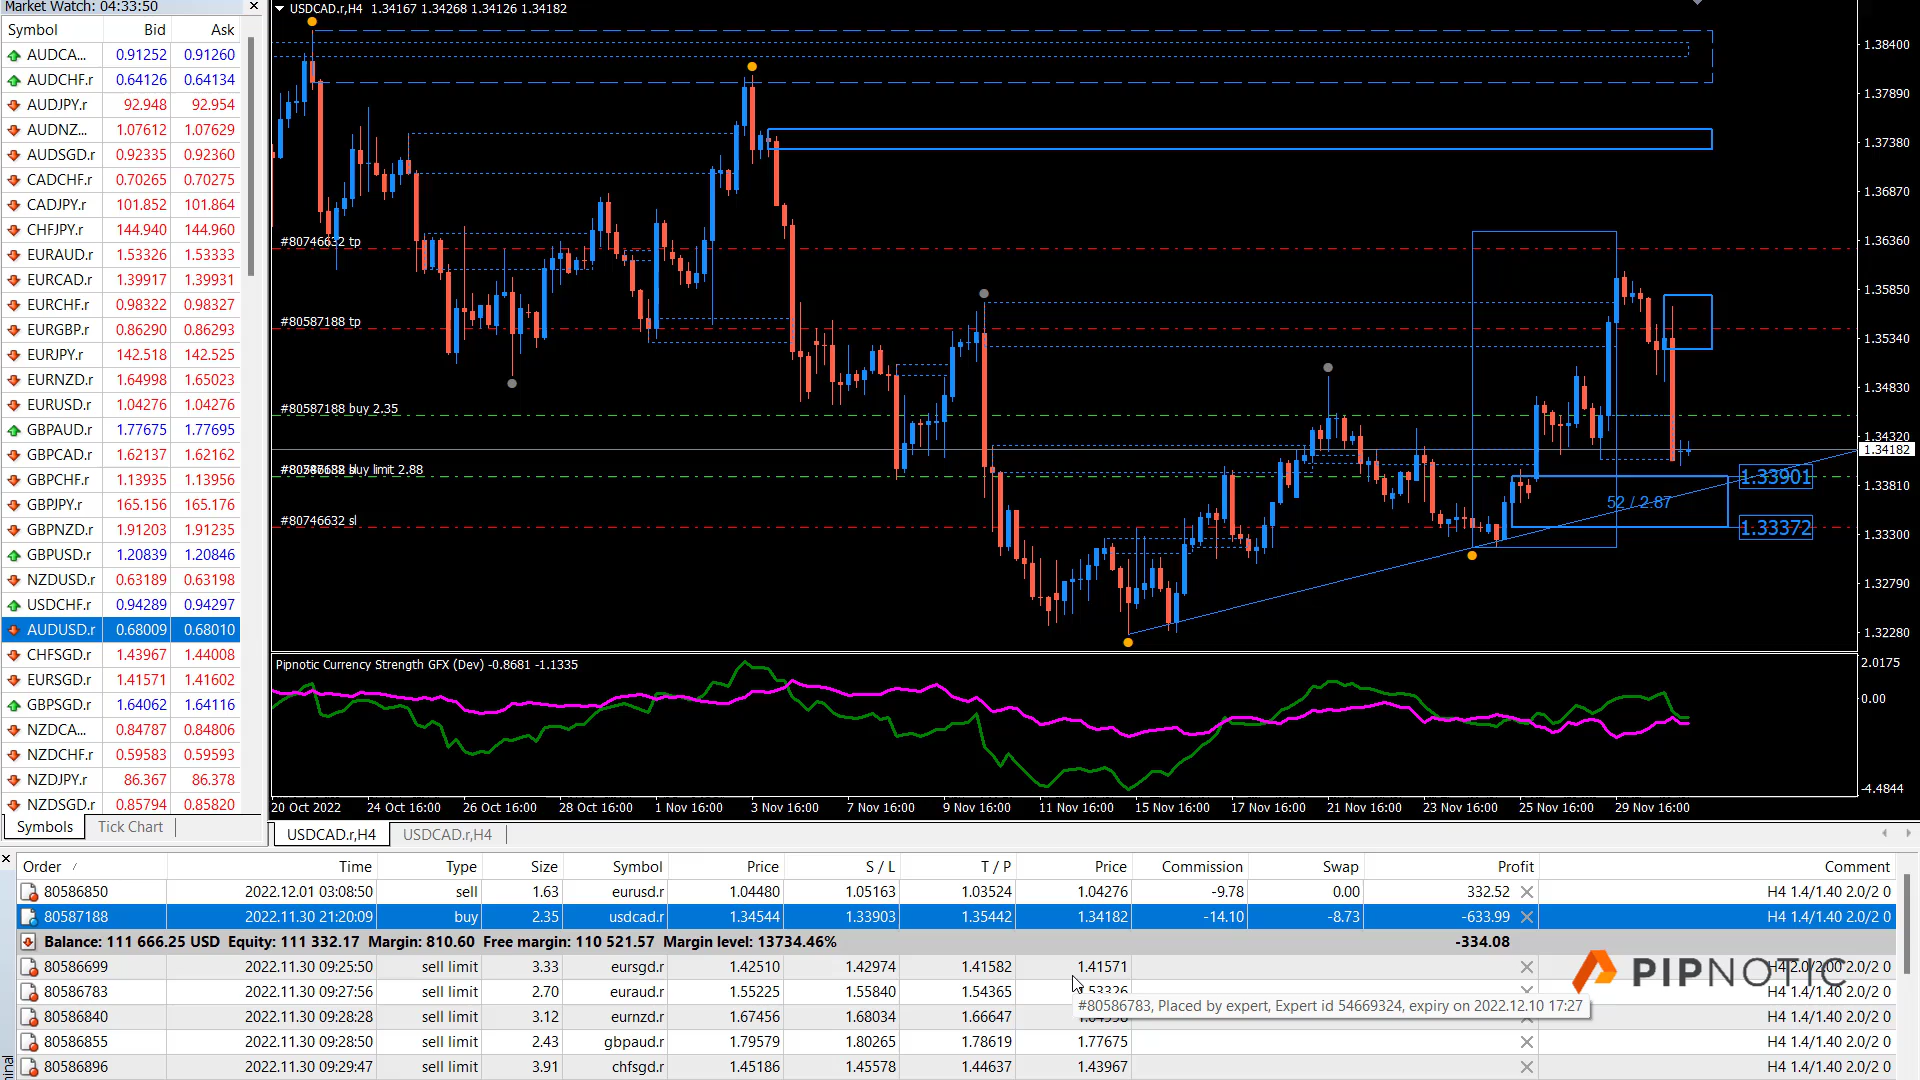 Market Watch: 04:33:50
Symbol Bid Ask
AUDCA... 0.91252 0.91260
AUDCHF.r 0.64126 0.64134
AUDJPY.r 92.948 92.954
AUDNZ... 1.07612 1.07629
AUDSGD.r 0.92335 0.92360
CADCHF.r 0.70265 0.70275
CADJPY.r 101.852 101.864
CHFJPY.r 144.940 144.960
EURAUD.r 1.53326 1.53333
EURCAD.r 1.39917 1.39931
EURCHF.r 0.98322 0.98327
EURGBP.r 0.86290 0.86293
EURJPY.r 142.518 142.525
EURNZD.r 1.64998 1.65023
EURUSD.r 1.04276 1.04276
GBPAUD.r 1.77675 1.77695
GBPCAD.r 1.62137 1.62162
GBPCHF.r 1.13935 1.13956
GBPJPY.r 165.156 165.176
GBPNZD.r 1.91203 1.91235
GBPUSD.r 1.20839 1.20846
NZDUSD.r 0.63189 0.63198
USDCHF.r 0.94289 0.94297
AUDUSD.r 0.68009 0.68010
CHFSGD.r 1.43967 1.44008
EURSGD.r 1.41571 1.41602
GBPSGD.r 1.64062 1.64116
NZDCA... 0.84787 0.84806
NZDCHF.r 0.59583 0.59593
NZDJPY.r 86.367 86.378
NZDSGD.r 0.85794 0.85820
Symbols Tick Chart
USDCAD.r,H4 1.34167 1.34268 1.34126 1.34182
#80746632 tp
#80587188 tp
#80587188 buy 2.35
buy limit 2.88
#80746632 sl
52 / 2.87
1.33901
1.33372
1.38400
1.37890
1.37380
1.36870
1.36360
1.35850
1.35340
1.34830
1.34320
1.34182
1.33810
1.33300
1.32790
1.32280
Pipnotic Currency Strength GFX (Dev) -0.8681 -1.1335
2.0175
0.00
-4.4844
20 Oct 2022 24 Oct 16:00 26 Oct 16:00 28 Oct 16:00 1 Nov 16:00 3 Nov 16:00 7 Nov 16:00 9 Nov 16:00 11 Nov 16:00 15 Nov 16:00 17 Nov 16:00 21 Nov 16:00 23 Nov 16:00 25 Nov 16:00 29 Nov 16:00
USDCAD.r,H4 USDCAD.r,H4
Order Time Type Size Symbol Price S / L T / P Price Commission Swap Profit Comment
80586850 2022.12.01 03:08:50 sell 1.63 eurusd.r 1.04480 1.05163 1.03524 1.04276 -9.78 0.00 332.52 H4 1.4/1.40 2.0/2 0
80587188 2022.11.30 21:20:09 buy 2.35 usdcad.r 1.34544 1.33903 1.35442 1.34182 -14.10 -8.73 -633.99 H4 1.4/1.40 2.0/2 0
Balance: 111 666.25 USD Equity: 111 332.17 Margin: 810.60 Free margin: 110 521.57 Margin level: 13734.46% -334.08
80586699 2022.11.30 09:25:50 sell limit 3.33 eursgd.r 1.42510 1.42974 1.41582 1.41571 H4 2.0/2.00 2.0/2 0
80586783 2022.11.30 09:27:56 sell limit 2.70 euraud.r 1.55225 1.55840 1.54365 1.53326
80586840 2022.11.30 09:28:28 sell limit 3.12 eurnzd.r 1.67456 1.68034 1.66647 H4 1.4/1.40 2.0/2 0
80586855 2022.11.30 09:28:50 sell limit 2.43 gbpaud.r 1.79579 1.80265 1.78619 1.77675 H4 1.4/1.40 2.0/2 0
80586896 2022.11.30 09:29:47 sell limit 3.91 chfsgd.r 1.45186 1.45578 1.44637 1.43967 H4 1.4/1.40 2.0/2 0
#80586783, Placed by expert, Expert id 54669324, expiry on 2022.12.10 17:27
PIPNOTIC